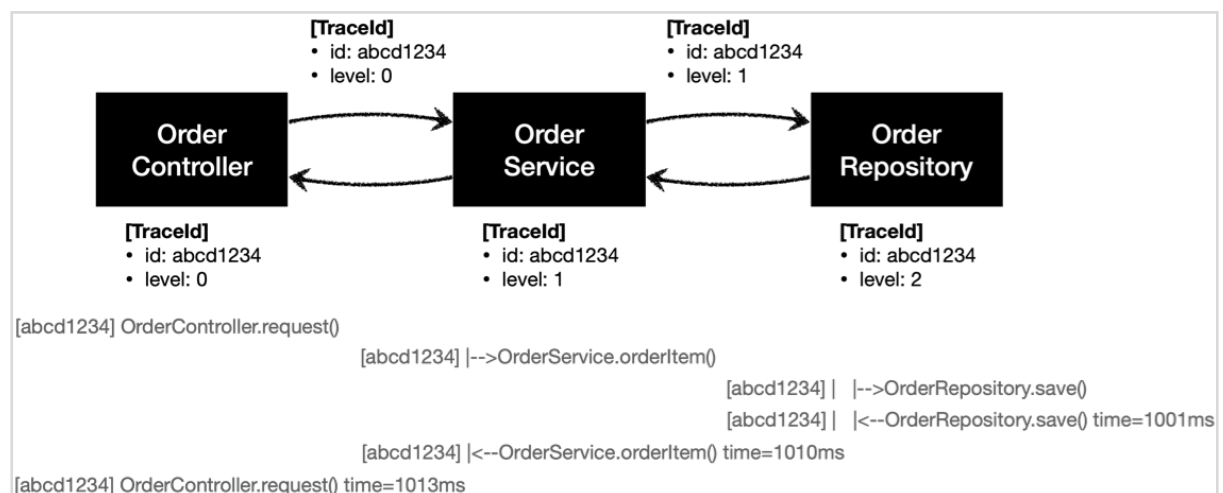 [TraceId]
• id: abcd1234
• level: 0
[TraceId]
• id: abcd1234
• level: 1
Order
Controller
Order
Service
Order
Repository
[TraceId]
• id: abcd1234
• level: 0
[TraceId]
• id: abcd1234
• level: 1
[TraceId]
• id: abcd1234
• level: 2
[abcd1234] OrderController.request()
[abcd1234] |-->OrderService.orderItem()
[abcd1234] |   |-->OrderRepository.save()
[abcd1234] |   |<--OrderRepository.save() time=1001ms
[abcd1234] |<--OrderService.orderItem() time=1010ms
[abcd1234] OrderController.request() time=1013ms